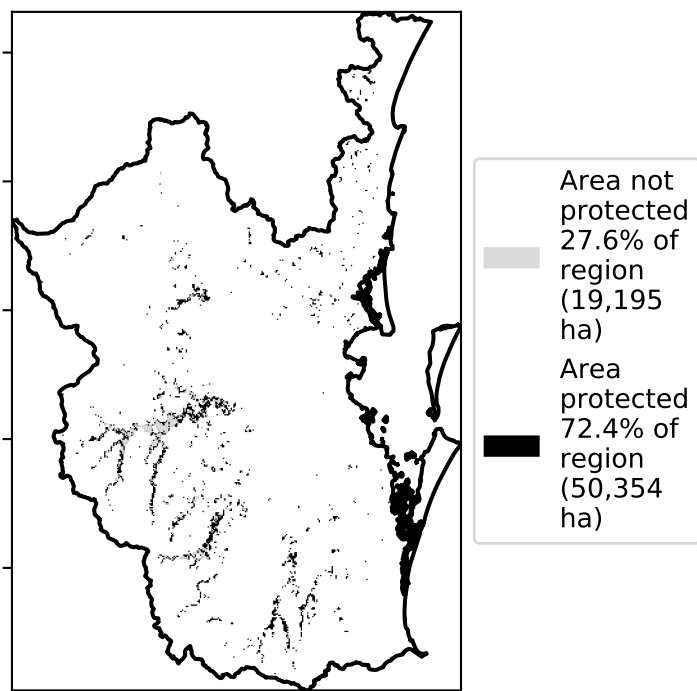 Area not
protected
27.6% of
region
(19,195
ha)
Area
protected
72.4% of
region
(50,354
ha)